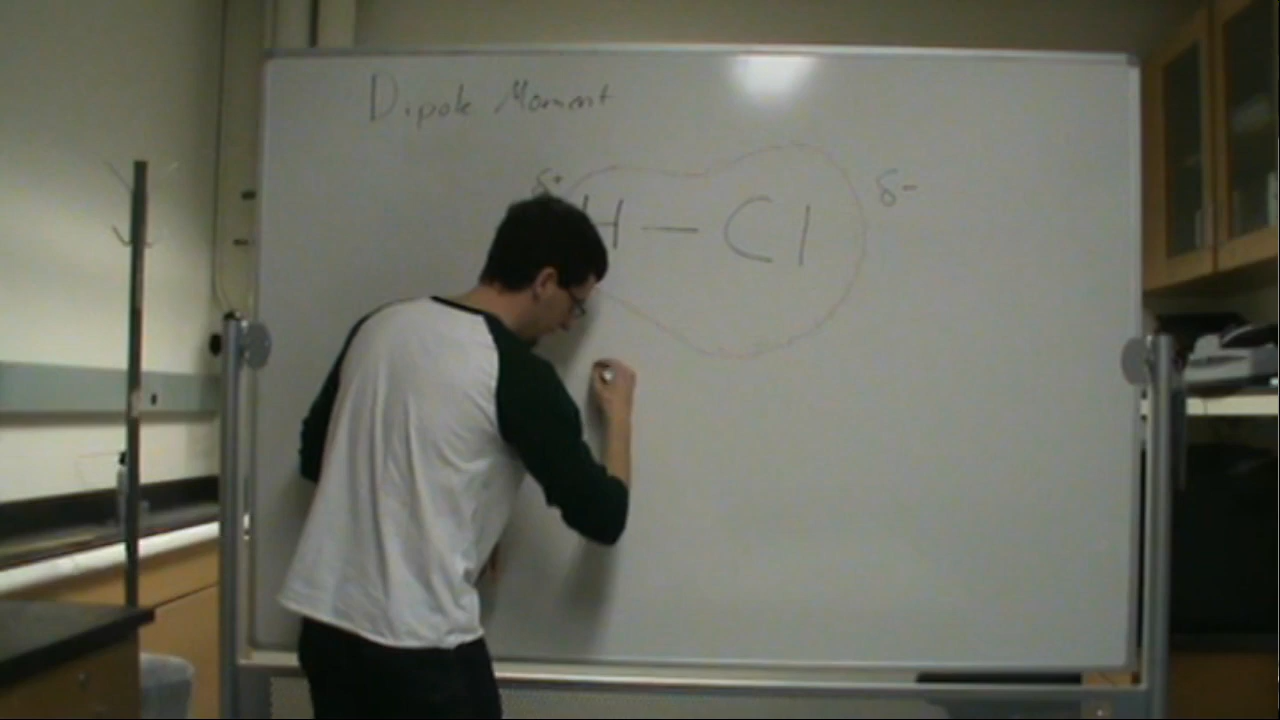 Dipole Moment
δ+ δ-
H — Cl